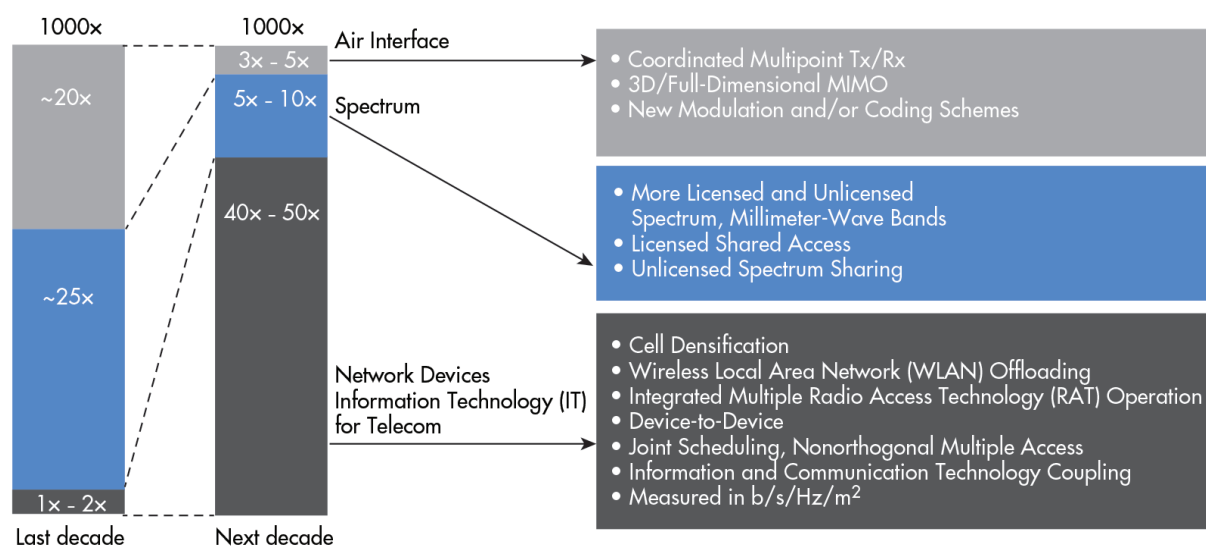 1000×
~20×
~25×
1× - 2×
Last decade
1000×
3× - 5×
5× - 10×
40× - 50×
Next decade
Air Interface
Spectrum
Network Devices
Information Technology (IT)
for Telecom
• Coordinated Multipoint Tx/Rx
• 3D/Full-Dimensional MIMO
• New Modulation and/or Coding Schemes
• More Licensed and Unlicensed
Spectrum, Millimeter-Wave Bands
• Licensed Shared Access
• Unlicensed Spectrum Sharing
• Cell Densification
• Wireless Local Area Network (WLAN) Offloading
• Integrated Multiple Radio Access Technology (RAT) Operation
• Device-to-Device
• Joint Scheduling, Nonorthogonal Multiple Access
• Information and Communication Technology Coupling
• Measured in b/s/Hz/m²